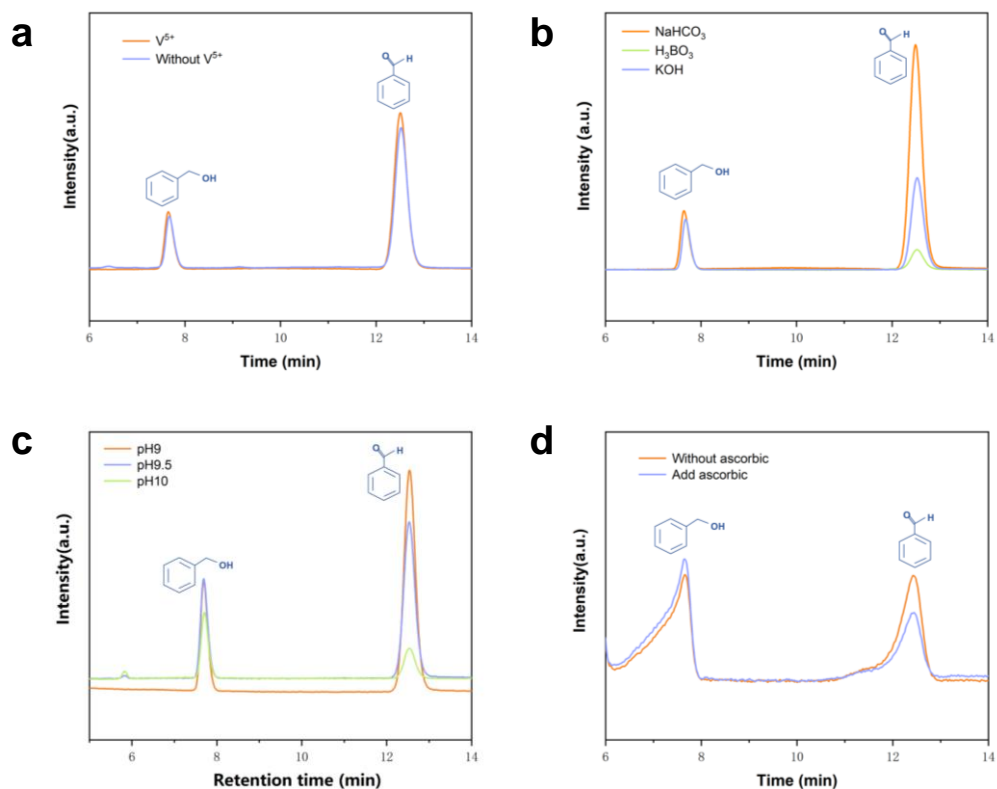 a
V5+
Without V5+
O
H
OH
Intensity(a.u.)
6 8 10 12 14
Time (min)
b
NaHCO3
H3BO3
KOH
O
H
OH
Intensity (a.u.)
6 8 10 12 14
Time (min)
c
pH9
pH9.5
pH10
O
H
OH
Intensity(a.u.)
6 8 10 12 14
Retention time (min)
d
Without ascorbic
Add ascorbic
OH
O
H
Intensity(a.u.)
6 8 10 12 14
Time (min)